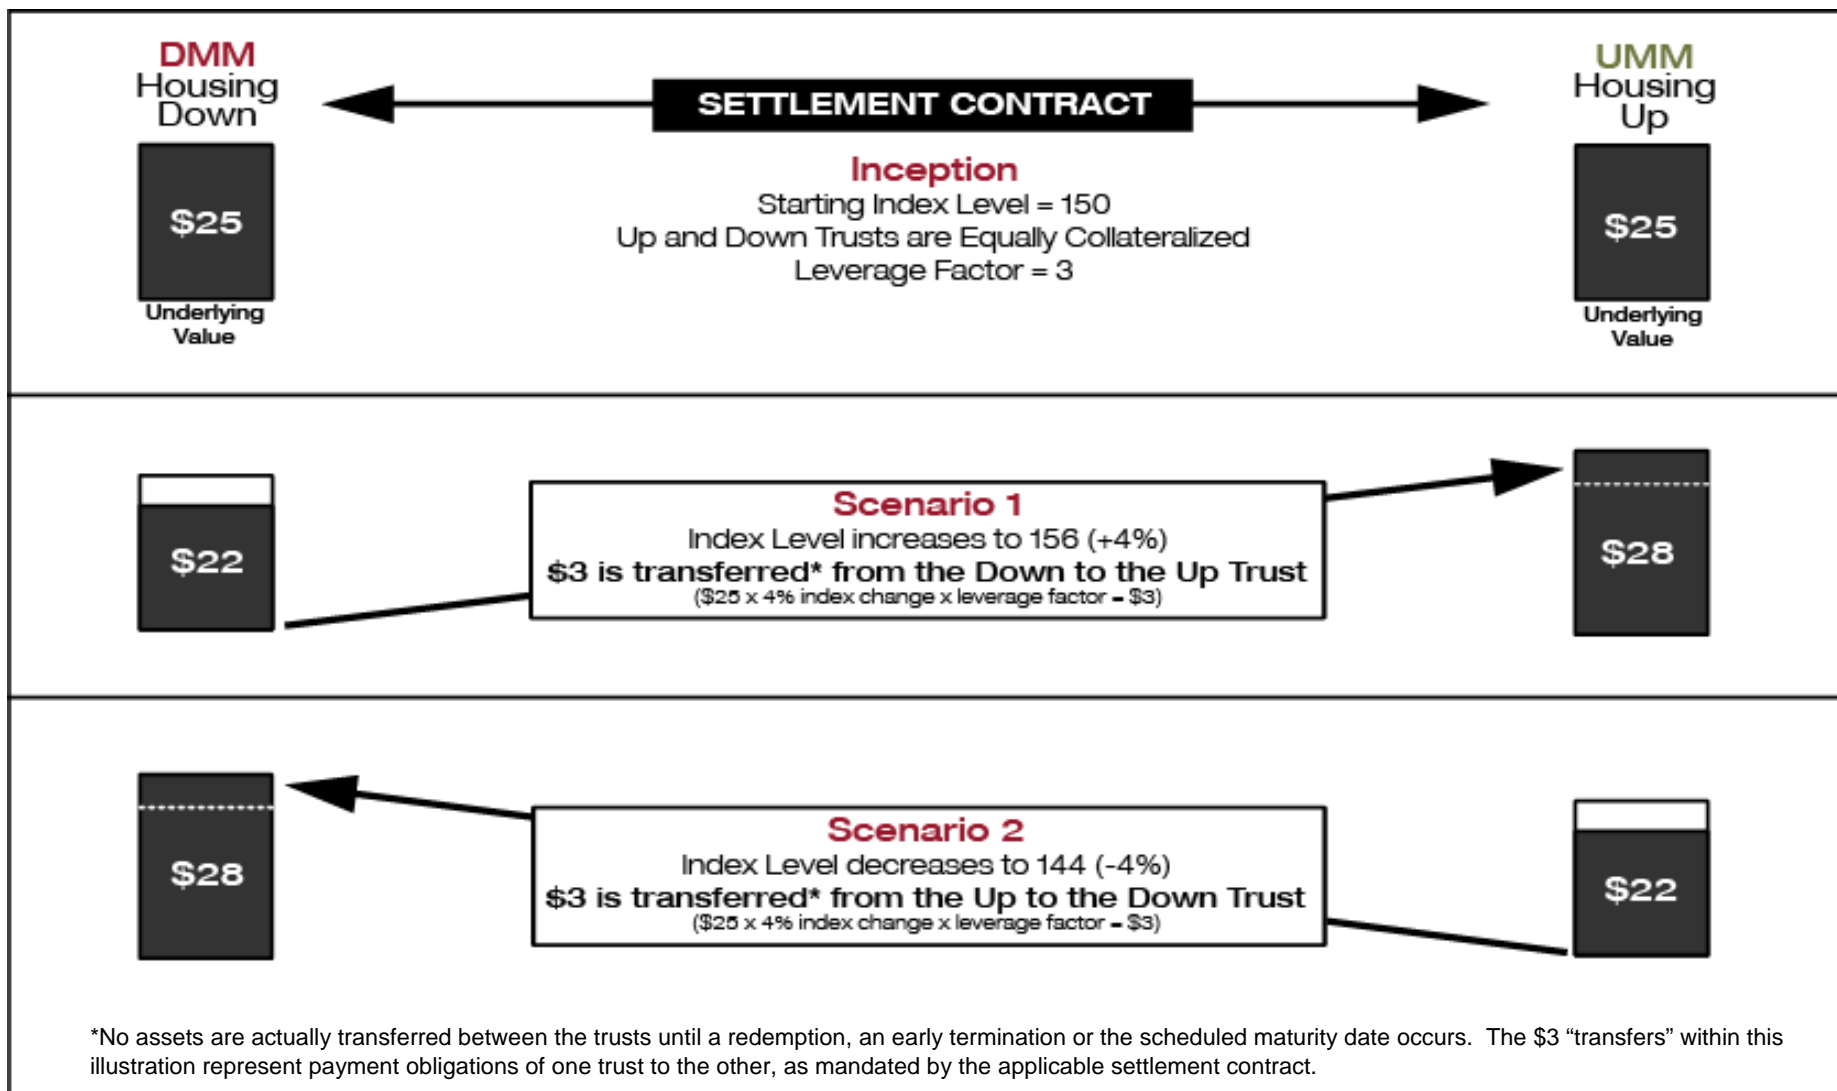 DMM
Housing
Down
SETTLEMENT CONTRACT
UMM
Housing
Up
$25
Underlying
Value
Inception
Starting Index Level = 150
Up and Down Trusts are Equally Collateralized
Leverage Factor = 3
$25
Underlying
Value
$22
Scenario 1
Index Level increases to 156 (+4%)
$3 is transferred* from the Down to the Up Trust
($25 x 4% index change x leverage factor = $3)
$28
$28
Scenario 2
Index Level decreases to 144 (-4%)
$3 is transferred* from the Up to the Down Trust
($25 x 4% index change x leverage factor = $3)
$22
*No assets are actually transferred between the trusts until a redemption, an early termination or the scheduled maturity date occurs.  The $3 “transfers” within this
illustration represent payment obligations of one trust to the other, as mandated by the applicable settlement contract.